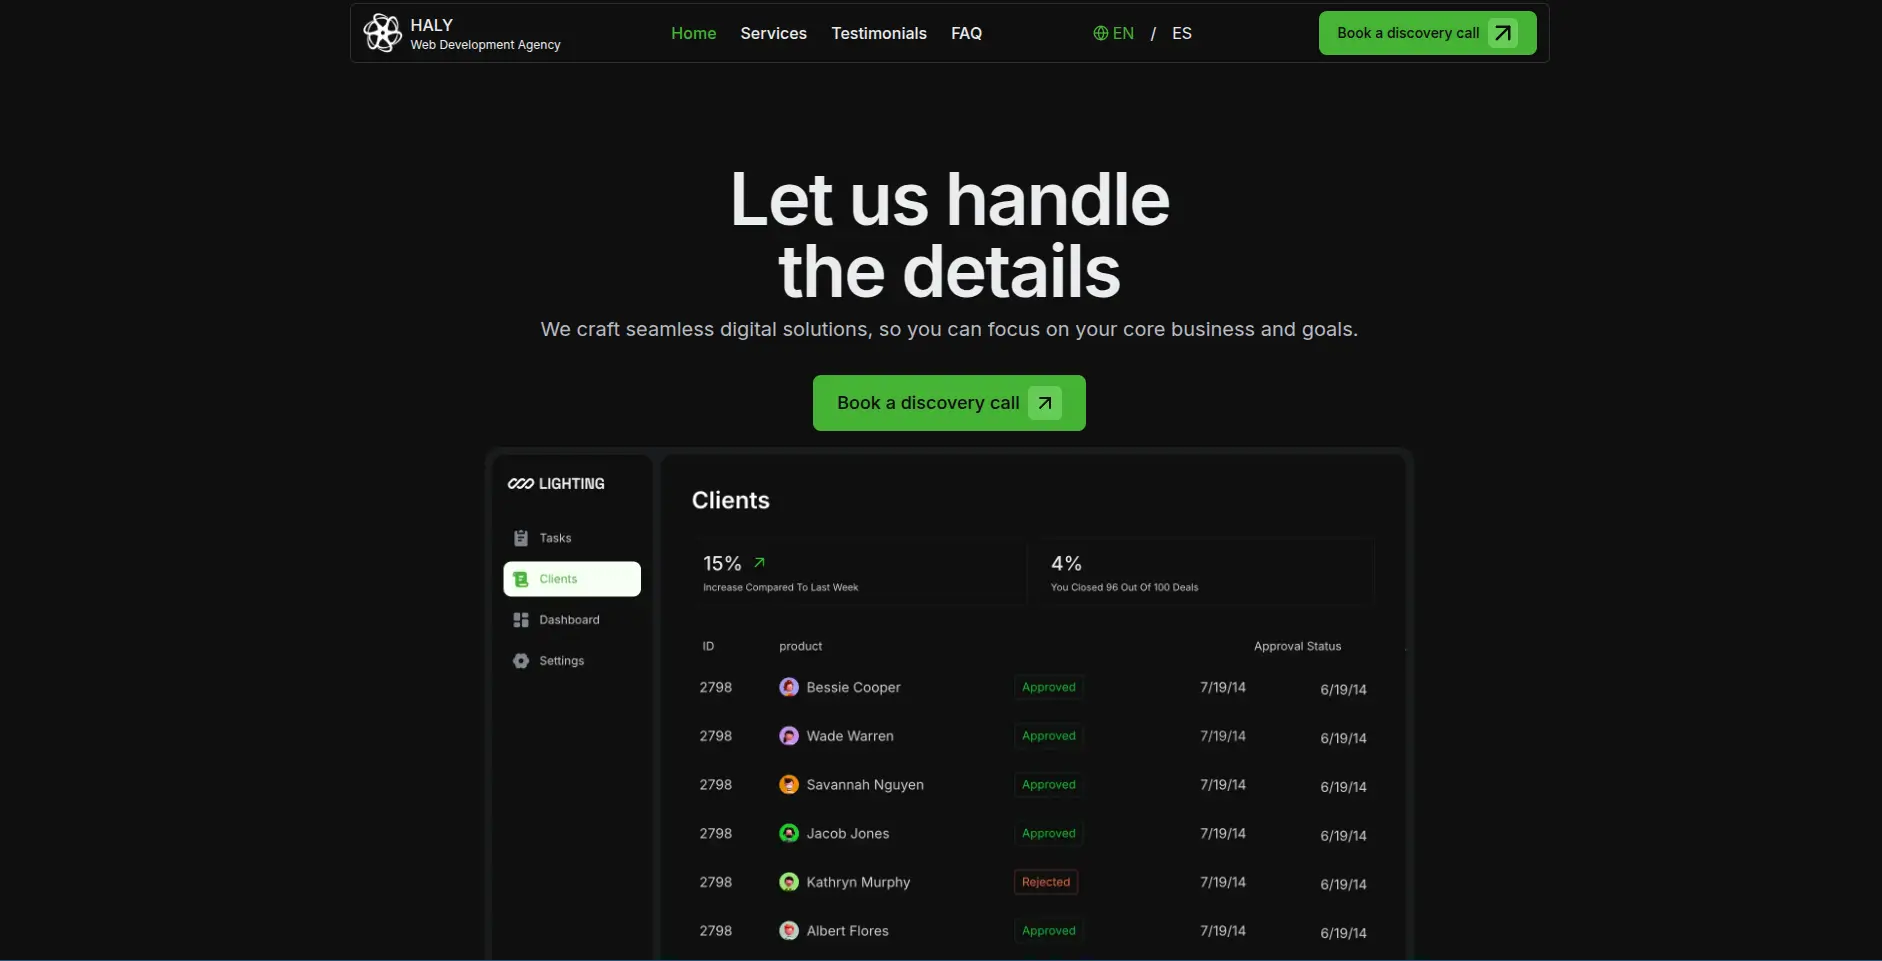 HALY
Web Development Agency
Home Services Testimonials FAQ
EN / ES
Book a discovery call
Let us handle
the details
We craft seamless digital solutions, so you can focus on your core business and goals.
Book a discovery call
LIGHTING
Tasks
Clients
Dashboard
Settings
Clients
15%
Increase Compared To Last Week
4%
You Closed 96 Out Of 100 Deals
ID product Approval Status
2798 Bessie Cooper Approved 7/19/14 6/19/14
2798 Wade Warren Approved 7/19/14 6/19/14
2798 Savannah Nguyen Approved 7/19/14 6/19/14
2798 Jacob Jones Approved 7/19/14 6/19/14
2798 Kathryn Murphy Rejected 7/19/14 6/19/14
2798 Albert Flores Approved 7/19/14 6/19/14